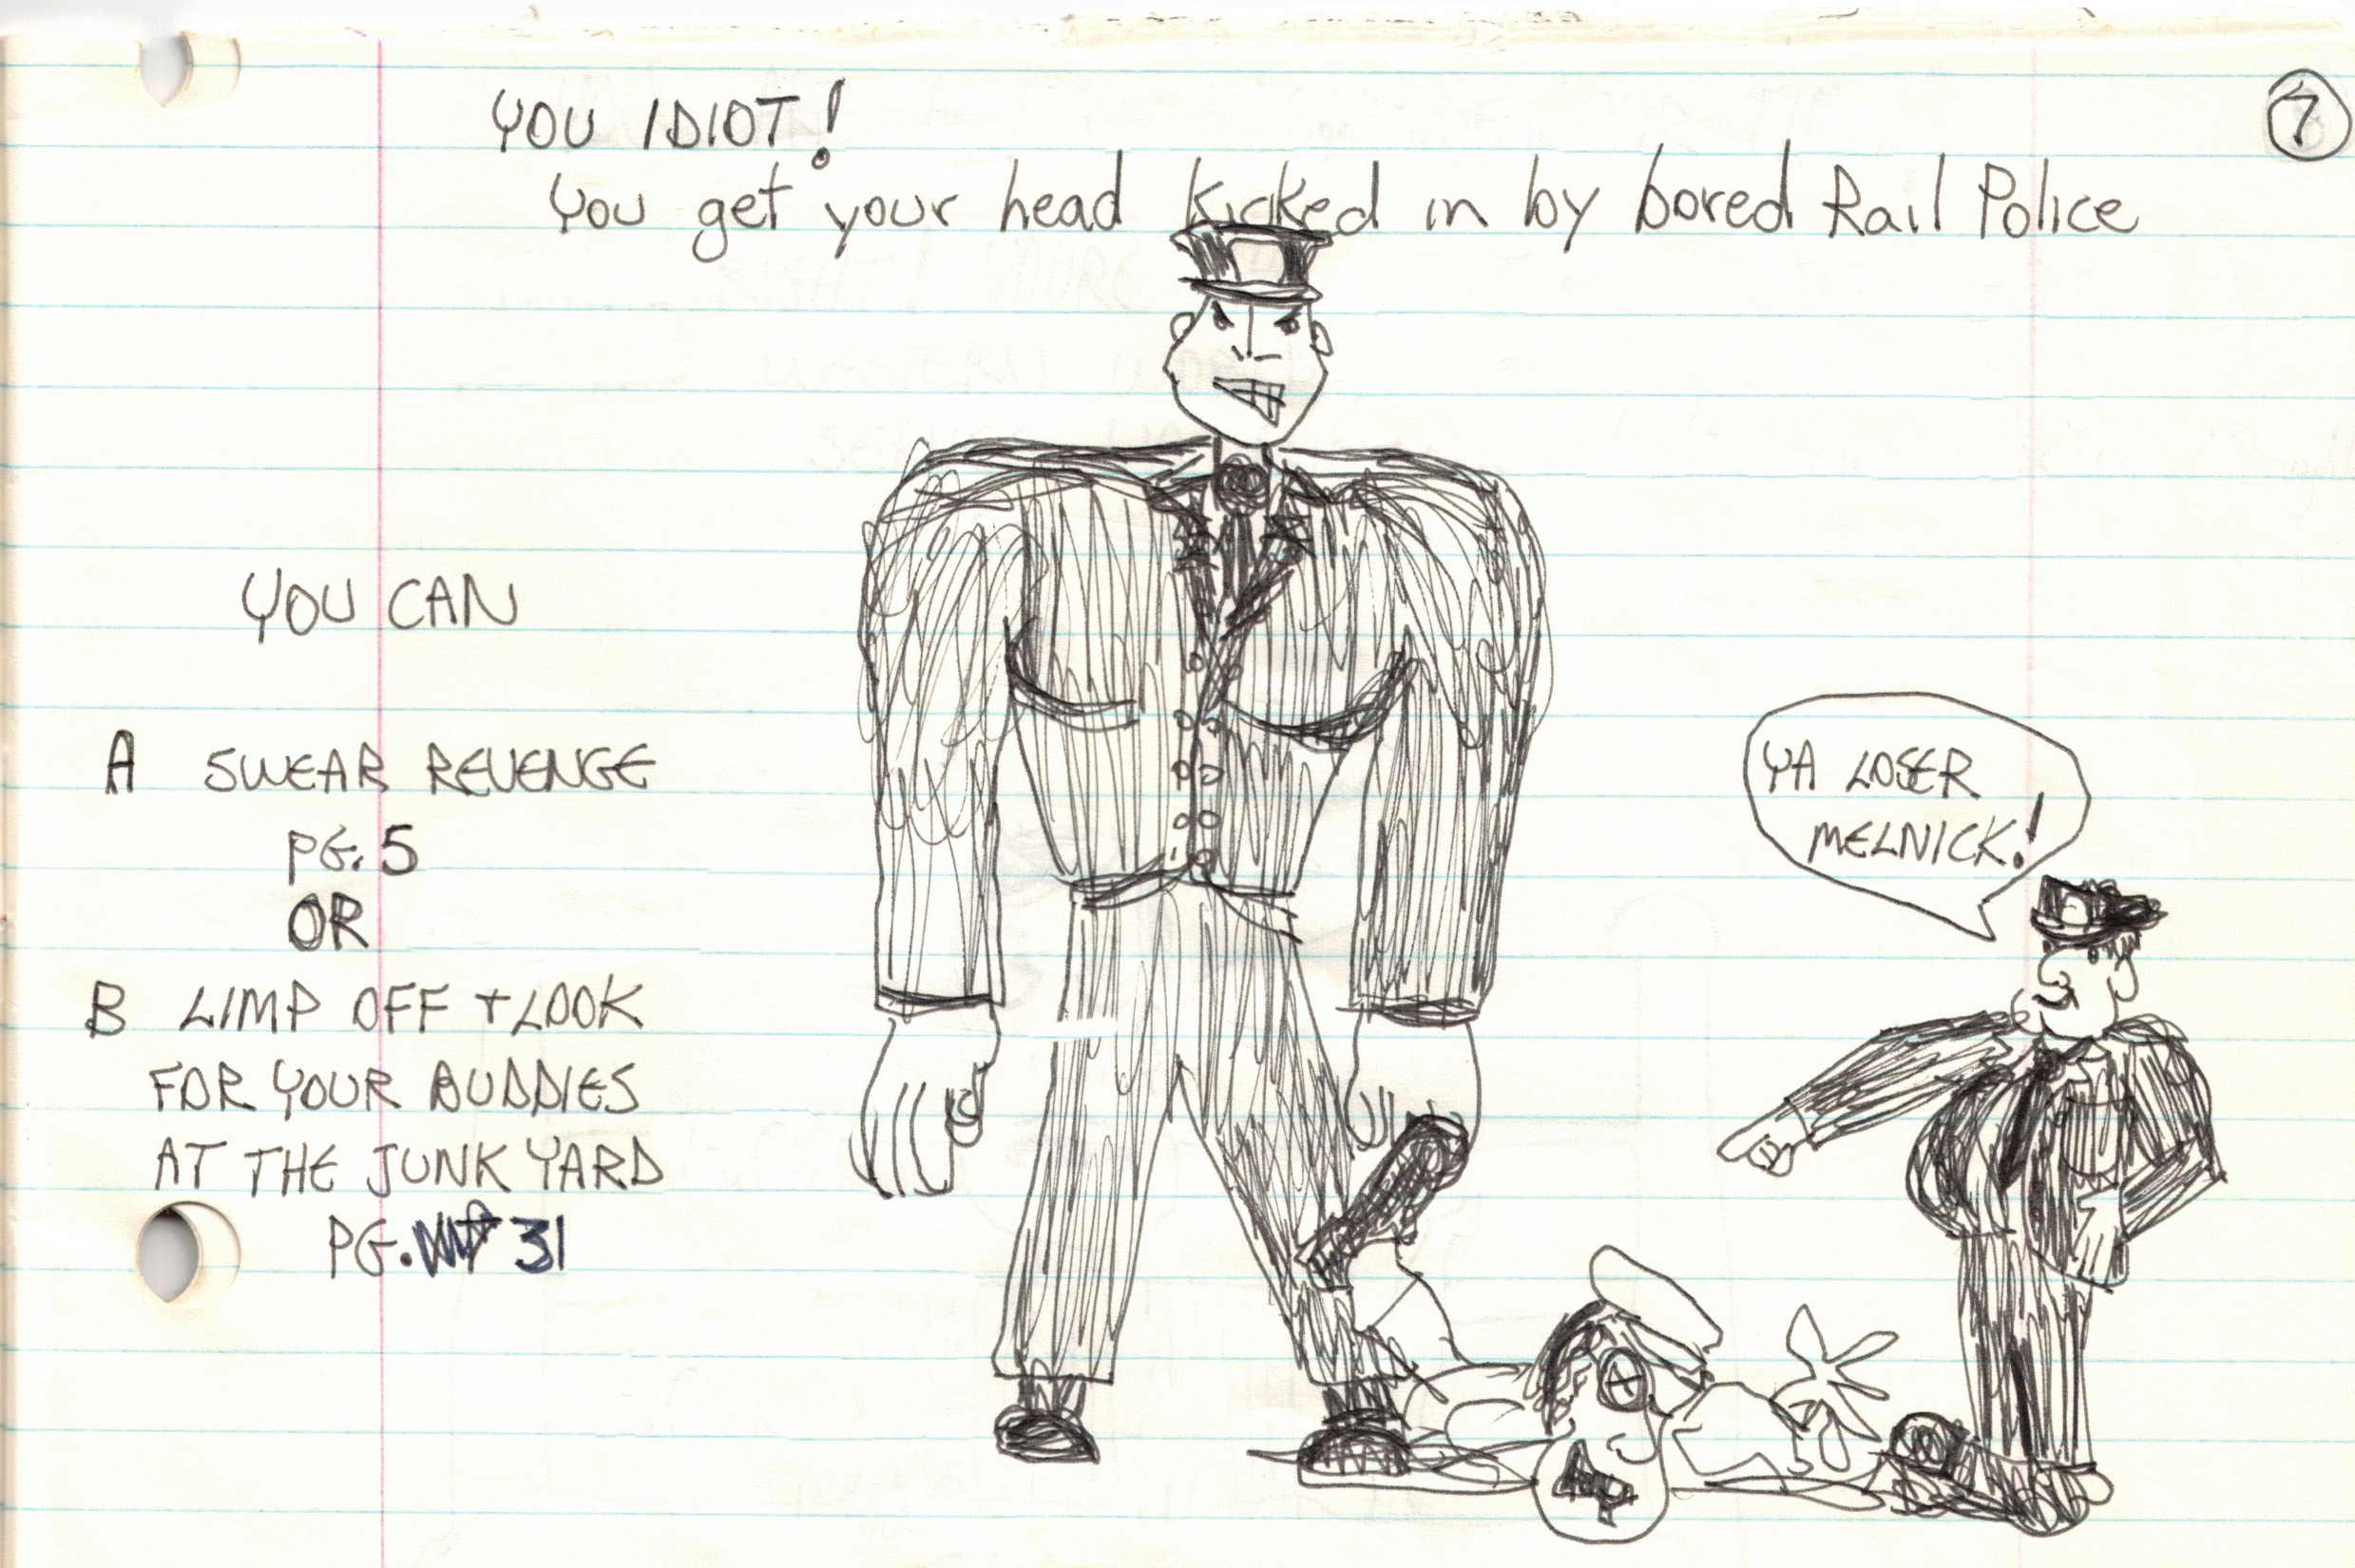 7
YOU IDIOT!
You get your head kicked in by bored Rail Police
YOU CAN
A SWEAR REVENGE
PG. 5
OR
B LIMP OFF + LOOK
FOR YOUR BUDDIES
AT THE JUNK YARD
PG. 31
YA LOSER
MELNICK!